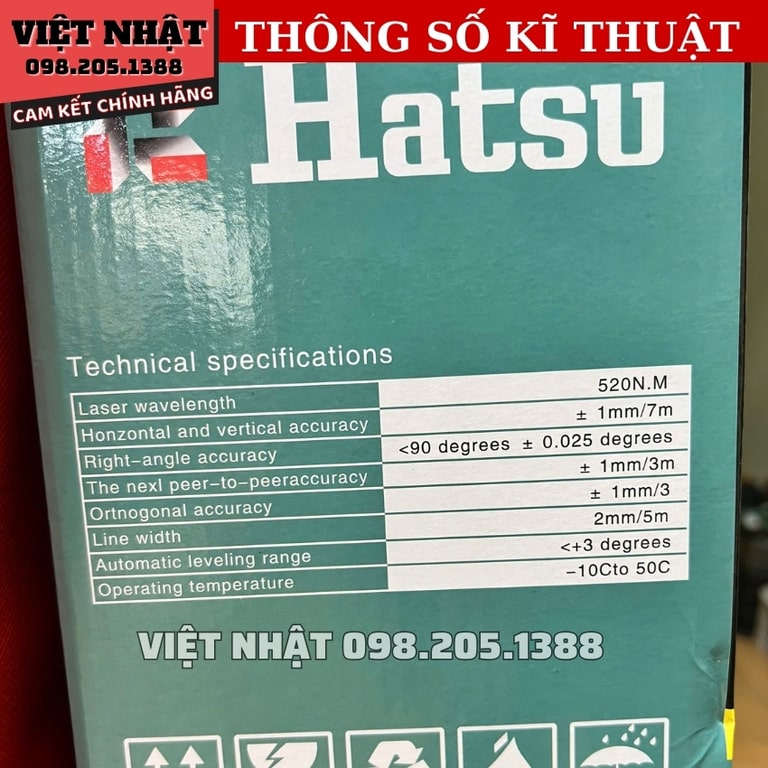 VIỆT NHẬT
098.205.1388
CAM KẾT CHÍNH HÃNG
THÔNG SỐ KĨ THUẬT
Hatsu
Technical specifications
Laser wavelength 520N.M
Honzontal and vertical accuracy ± 1mm/7m
Right-angle accuracy <90 degrees ± 0.025 degrees
The nexl peer-to-peeraccuracy ± 1mm/3m
Ortnogonal accuracy ± 1mm/3
Line width 2mm/5m
Automatic leveling range <+3 degrees
Operating temperature -10Cto 50C
VIỆT NHẬT 098.205.1388